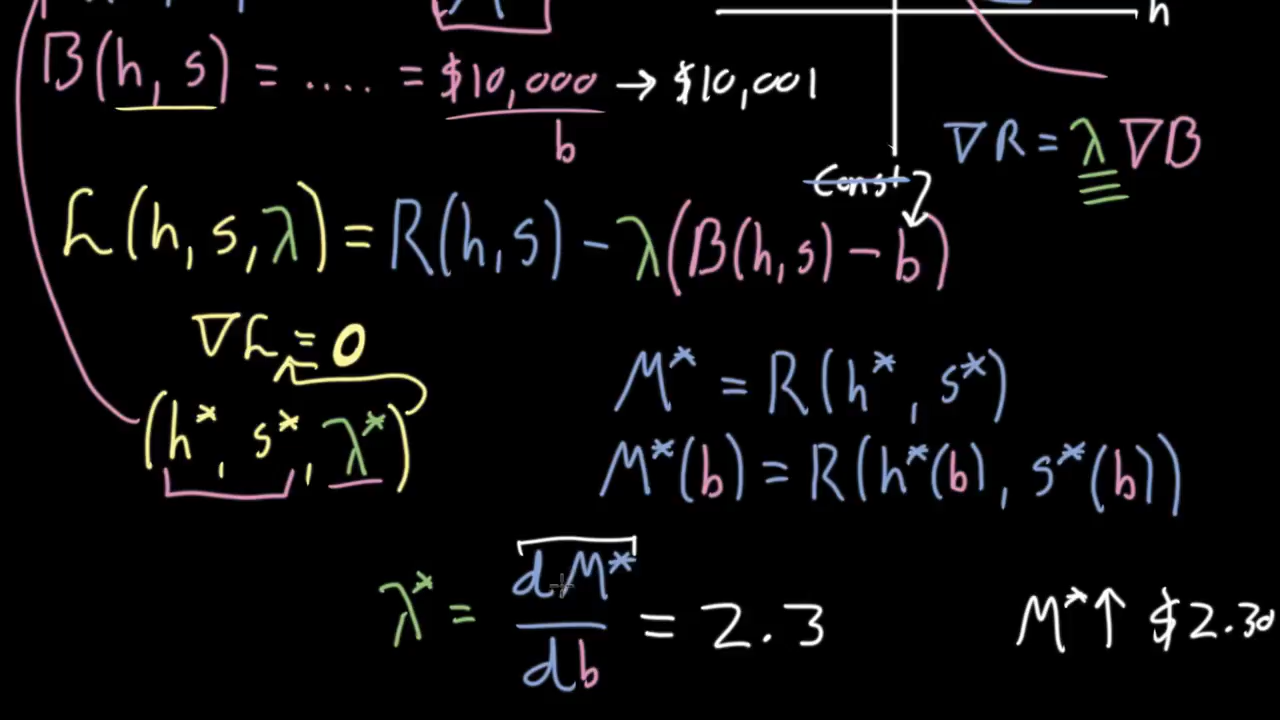 h
B(h, s) = .... = $10,000 → $10,001
b
∇R = λ∇B
Const
ℒ(h, s, λ) = R(h, s) − λ(B(h, s) − b)
∇ℒ = 0
M* = R(h*, s*)
(h*, s*, λ*)
M*(b) = R(h*(b), s*(b))
λ* = dM*/db = 2.3
M* ↑ $2.30